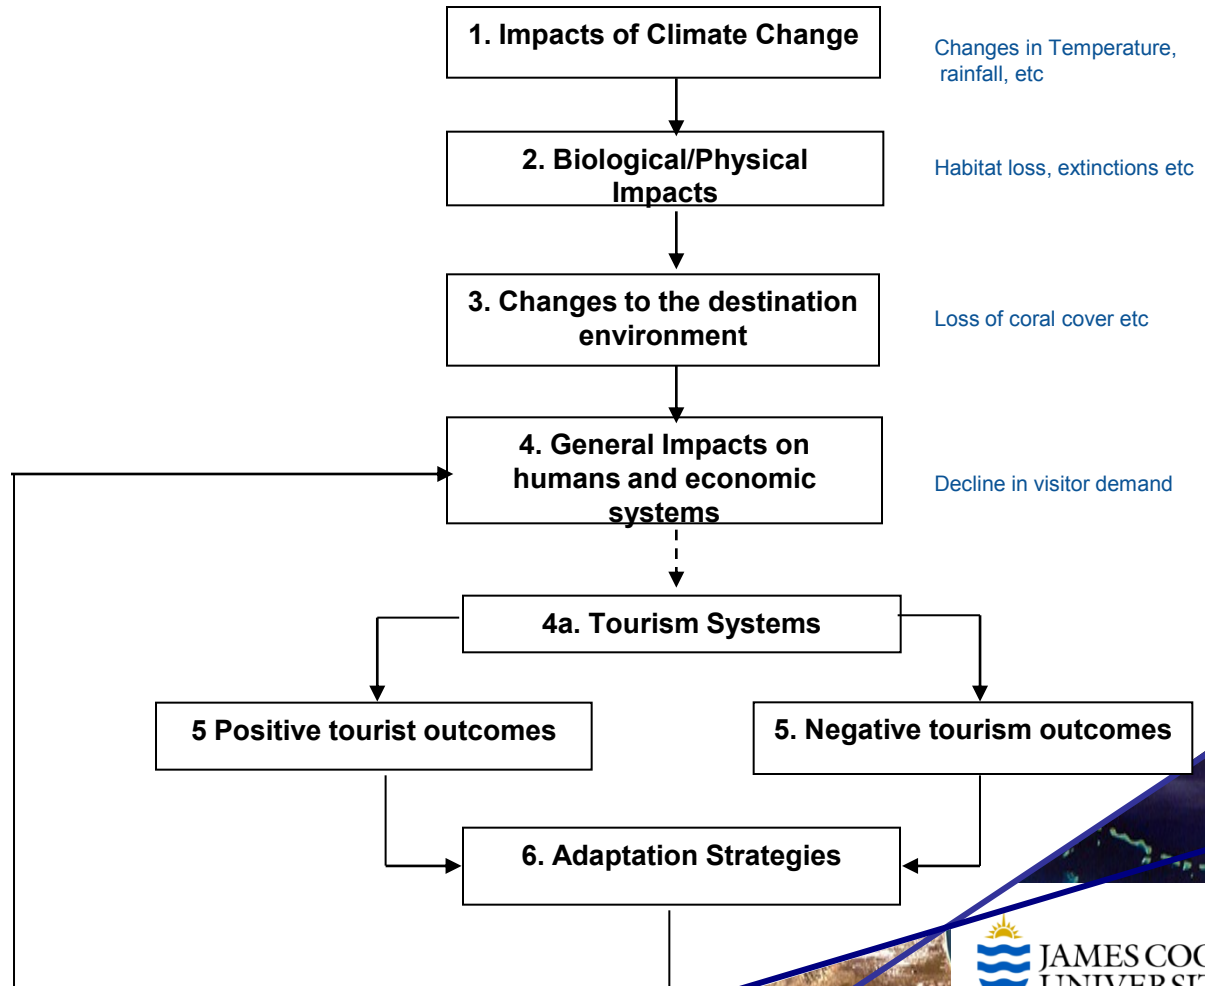 1. Impacts of Climate Change
Changes in Temperature,
rainfall, etc
2. Biological/Physical
Impacts
Habitat loss, extinctions etc
3. Changes to the destination
environment
Loss of coral cover etc
4. General Impacts on
humans and economic
systems
Decline in visitor demand
4a. Tourism Systems
5 Positive tourist outcomes
5. Negative tourism outcomes
6. Adaptation Strategies
JAMES